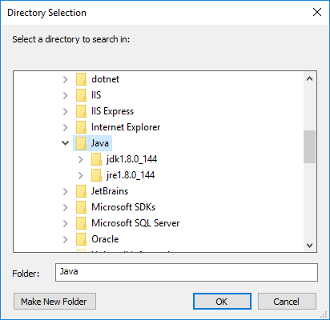 Directory Selection
Select a directory to search in:
dotnet
IIS
IIS Express
Internet Explorer
Java
jdk1.8.0_144
jre1.8.0_144
JetBrains
Microsoft SDKs
Microsoft SQL Server
Oracle
Folder: Java
Make New Folder OK Cancel